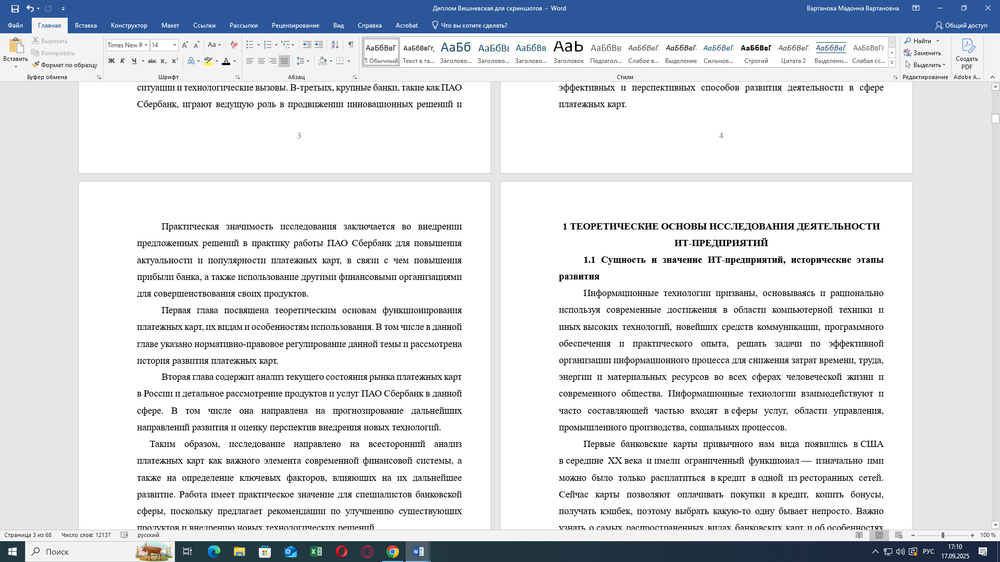 Диплом Вишневская для скриншотов - Word
Вартанова Мадонна Вартановна
Файл Главная Вставка Конструктор Макет Ссылки Рассылки Рецензирование Вид Справка Acrobat Что вы хотите сделать? Общий доступ
Вставить
Вырезать
Копировать
Формат по образцу
Буфер обмена
Times New R 14
Aa
Ж К Ч abc x₂ x² A aby A
Шрифт
Абзац
АаБбВвГ АаБбВвГг, АаБб АаБбВ АаБбВв Аab АаБбВв АаБбВвГ АаБбВвГ АаБбВвГ АаБбВвГ АаБбВвГ АаБбВвГ АаБбВвГг
¶ Обычный Текст в та... Заголово... Заголово... Заголово... Заголовок Подзагол... Слабое в... Выделение Сильное... Строгий Цитата 2 Выделенн... Слабая сс...
Стили
Найти
Заменить
Выделить
Редактирование
Создать
PDF
Adobe A...
ситуации и технологические вызовы. В-третьих, крупные банки, такие как ПАО
Сбербанк, играют ведущую роль в продвижении инновационных решений и
3
эффективных и перспективных способов развития деятельности в сфере
платежных карт.
4
Практическая значимость исследования заключается во внедрении
предложенных решений в практику работы ПАО Сбербанк для повышения
актуальности и популярности платежных карт, в связи с чем повышения
прибыли банка, а также использование другими финансовыми организациями
для совершенствования своих продуктов.
Первая глава посвящена теоретическим основам функционирования
платежных карт, их видам и особенностям использования. В том числе в данной
главе указано нормативно-правовое регулирование данной темы и рассмотрена
история развития платежных карт.
Вторая глава содержит анализ текущего состояния рынка платежных карт
в России и детальное рассмотрение продуктов и услуг ПАО Сбербанк в данной
сфере. В том числе она направлена на прогнозирование дальнейших
направлений развития и оценку перспектив внедрения новых технологий.
Таким образом, исследование направлено на всесторонний анализ
платежных карт как важного элемента современной финансовой системы, а
также на определение ключевых факторов, влияющих на их дальнейшее
развитие. Работа имеет практическое значение для специалистов банковской
сферы, поскольку предлагает рекомендации по улучшению существующих
продуктов и внедрению новых технологических решений.
1 ТЕОРЕТИЧЕСКИЕ ОСНОВЫ ИССЛЕДОВАНИЯ ДЕЯТЕЛЬНОСТИ
ИТ-ПРЕДПРИЯТИЙ
1.1 Сущность и значение ИТ-предприятий, исторические этапы
развития
Информационные технологии призваны, основываясь и рационально
используя современные достижения в области компьютерной техники и
иных высоких технологий, новейших средств коммуникации, программного
обеспечения и практического опыта, решать задачи по эффективной
организации информационного процесса для снижения затрат времени, труда,
энергии и материальных ресурсов во всех сферах человеческой жизни и
современного общества. Информационные технологии взаимодействуют и
часто составляющей частью входят в сферы услуг, области управления,
промышленного производства, социальных процессов.
Первые банковские карты привычного нам вида появились в США
в середине XX века и имели ограниченный функционал — изначально ими
можно было только расплатиться в кредит в одной из ресторанных сетей.
Сейчас карты позволяют оплачивать покупки в кредит, копить бонусы,
получать кэшбек, поэтому выбрать какую-то одну бывает непросто. Важно
узнать о самых распространенных видах банковских карт и об особенностях
Страница 3 из 68 Число слов: 12137 русский 100 %
Поиск
РУС
17:10
17.09.2025